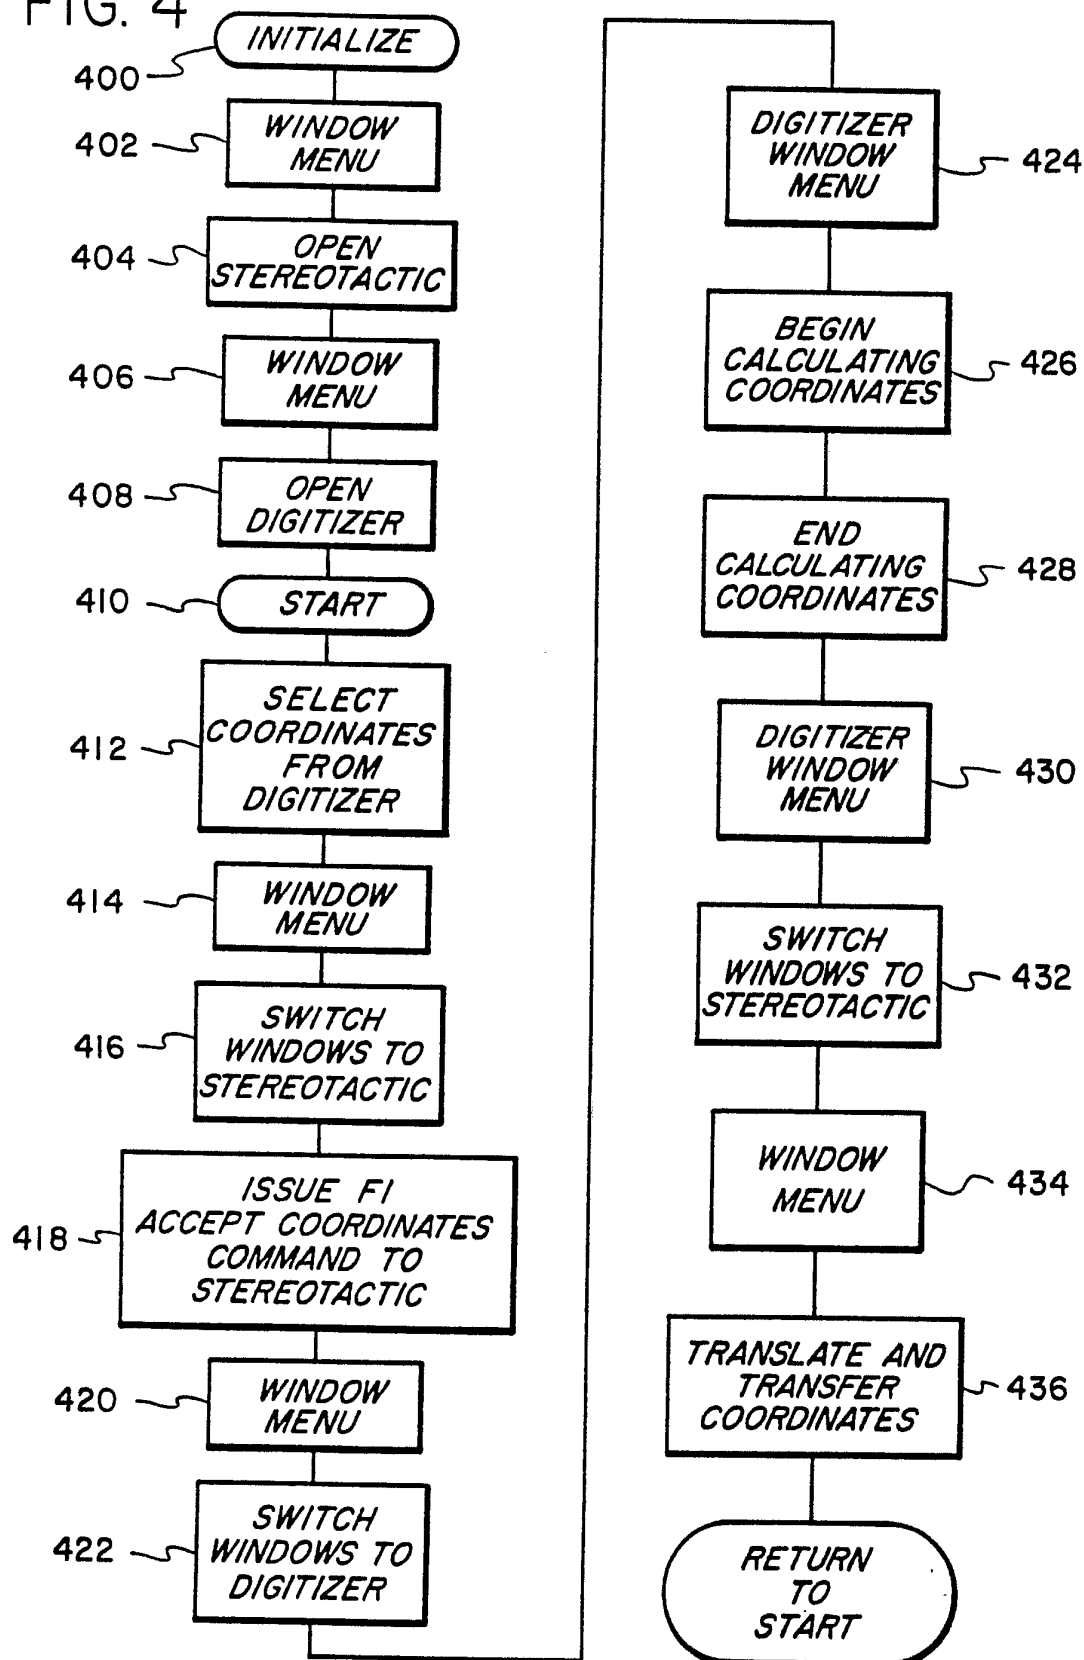 FIG. 4
INITIALIZE
400
WINDOW
MENU
402
OPEN
STEREOTACTIC
404
WINDOW
MENU
406
OPEN
DIGITIZER
408
START
410
SELECT
COORDINATES
FROM
DIGITIZER
412
WINDOW
MENU
414
SWITCH
WINDOWS TO
STEREOTACTIC
416
ISSUE F1
ACCEPT COORDINATES
COMMAND TO
STEREOTACTIC
418
WINDOW
MENU
420
SWITCH
WINDOWS TO
DIGITIZER
422
DIGITIZER
WINDOW
MENU
424
BEGIN
CALCULATING
COORDINATES
426
END
CALCULATING
COORDINATES
428
DIGITIZER
WINDOW
MENU
430
SWITCH
WINDOWS TO
STEREOTACTIC
432
WINDOW
MENU
434
TRANSLATE AND
TRANSFER
COORDINATES
436
RETURN
TO
START